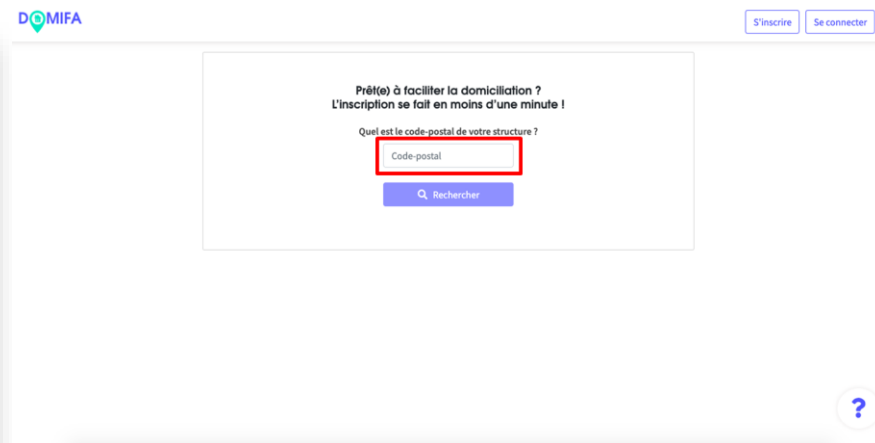 DOMIFA
S'inscrire
Se connecter
Prêt(e) à faciliter la domiciliation ?
L'inscription se fait en moins d'une minute !
Quel est le code-postal de votre structure ?
Code-postal
Rechercher
?